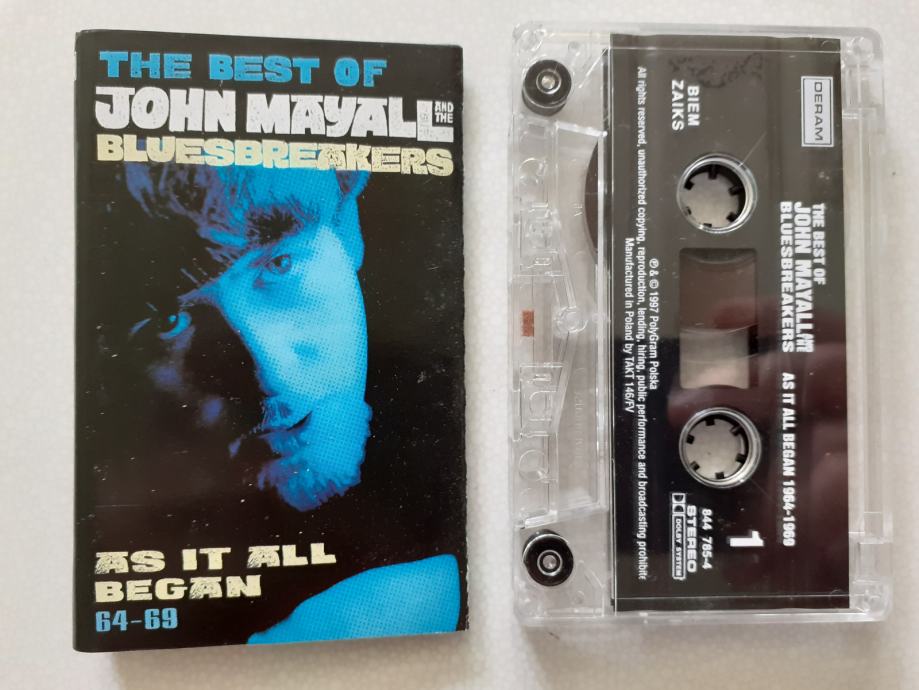 THE BEST OF
JOHN MAYALL AND THE
BLUESBREAKERS
AS IT ALL
BEGAN
64-69
DERAM
BIEM
ZAIKS
THE BEST OF
JOHN MAYALL AND THE
BLUESBREAKERS AS IT ALL BEGAN 1964-1969
℗ & © 1997 PolyGram Polska
All rights reserved, unauthorized copying, reproduction, lending, hiring, public performance and broadcasting prohibite
Manufactured in Poland by TAKT 146/FV
1
844 785-4
STEREO
DOLBY SYSTEM